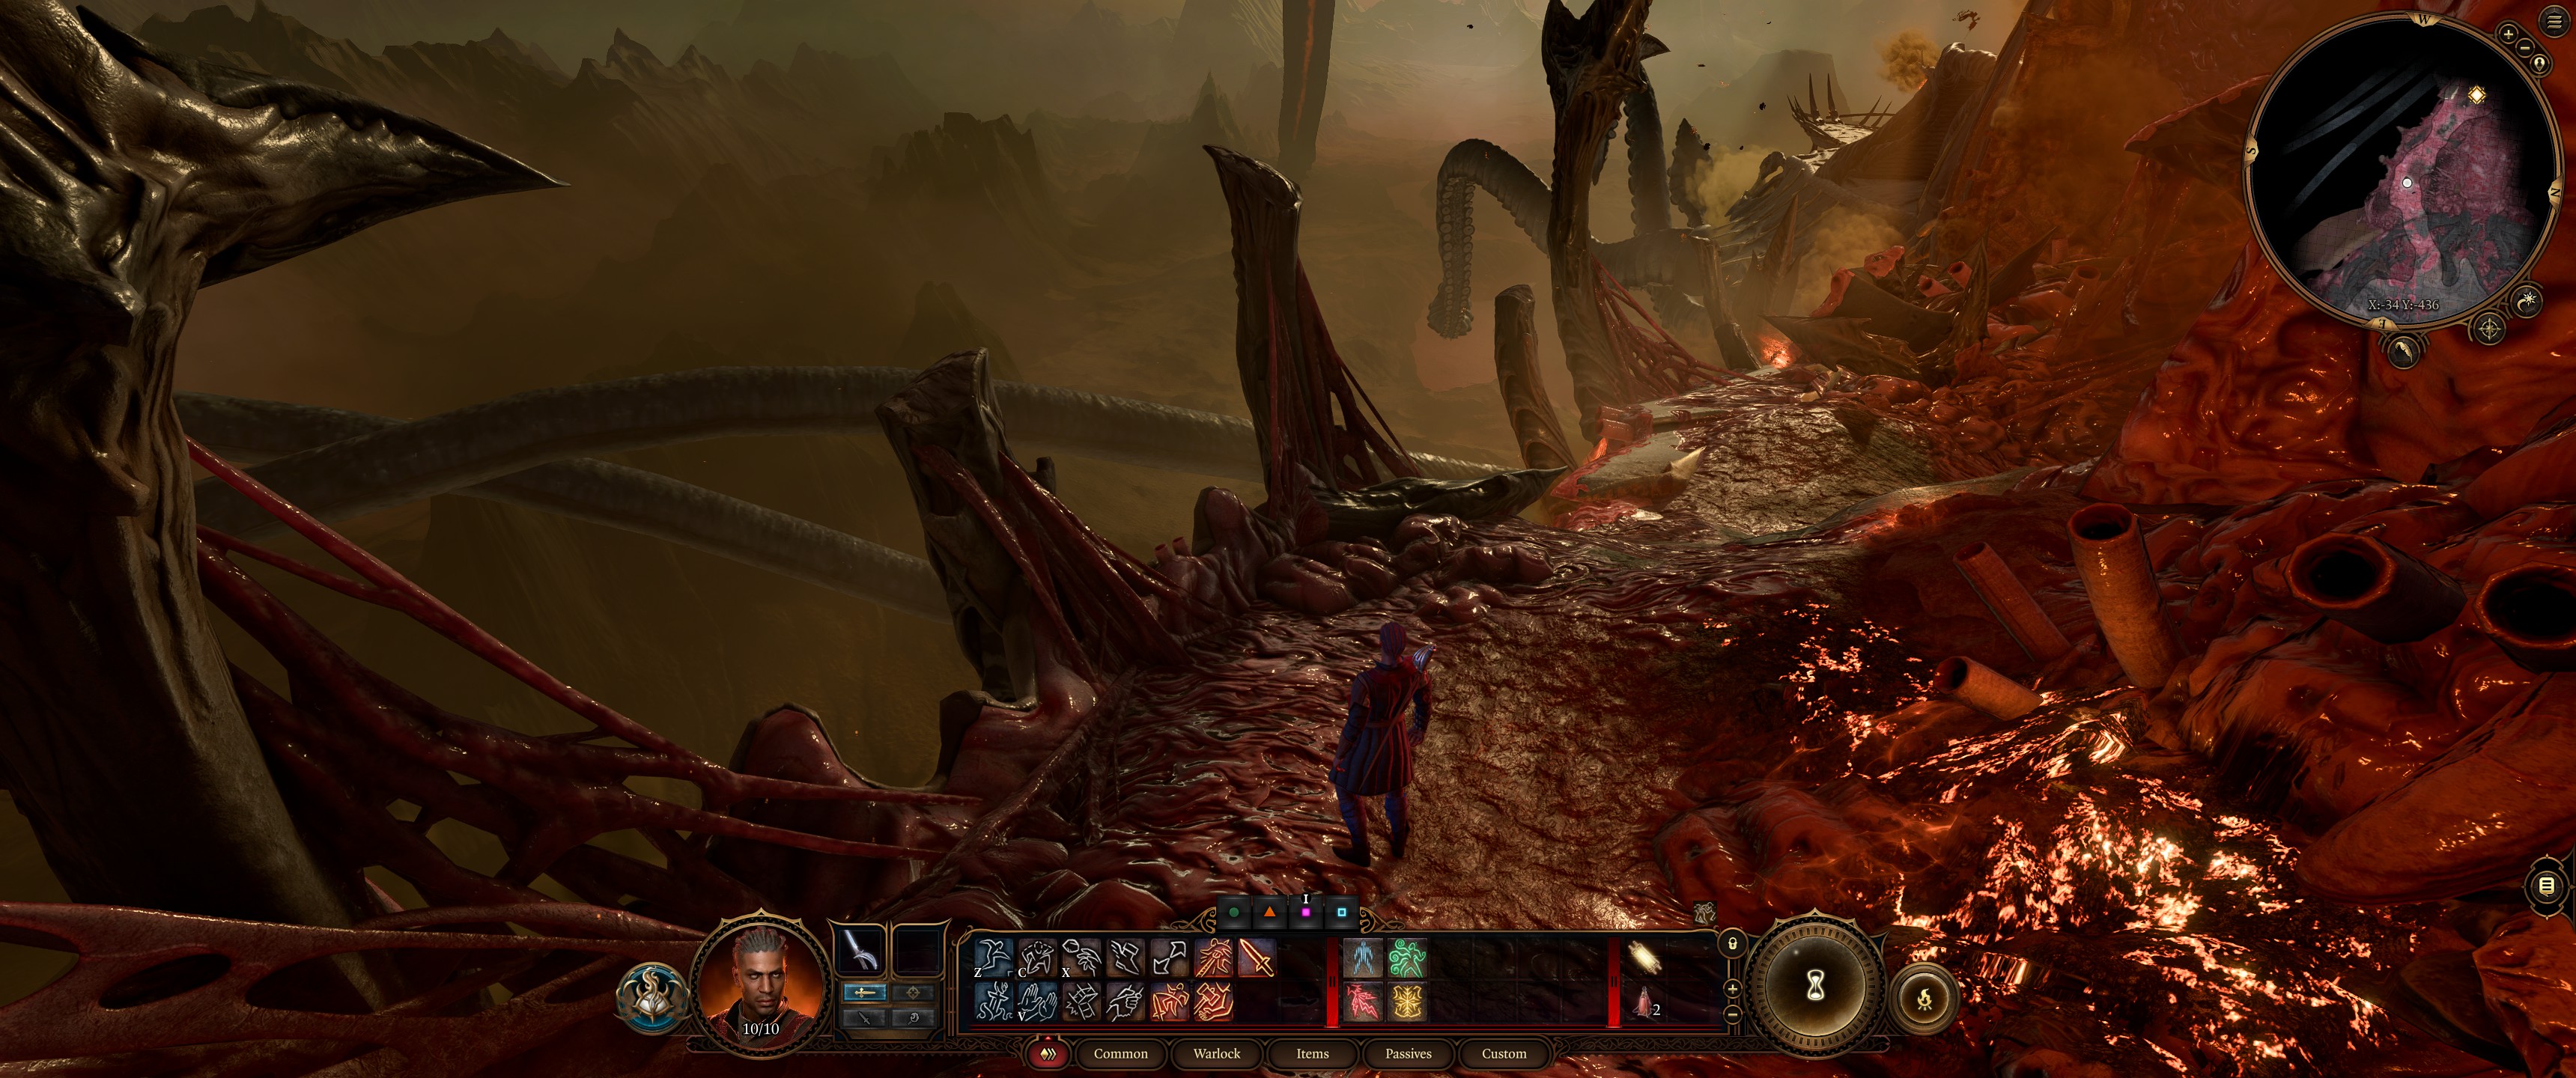 W
S
N
X:-34 Y:-436
E
I
Z
C
X
V
2
10/10
Common
Warlock
Items
Passives
Custom